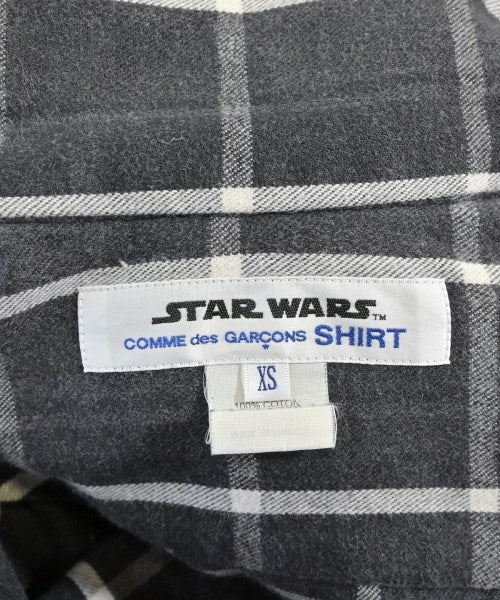 STAR WARS™
COMME des GARÇONS SHIRT
XS
100% COTON